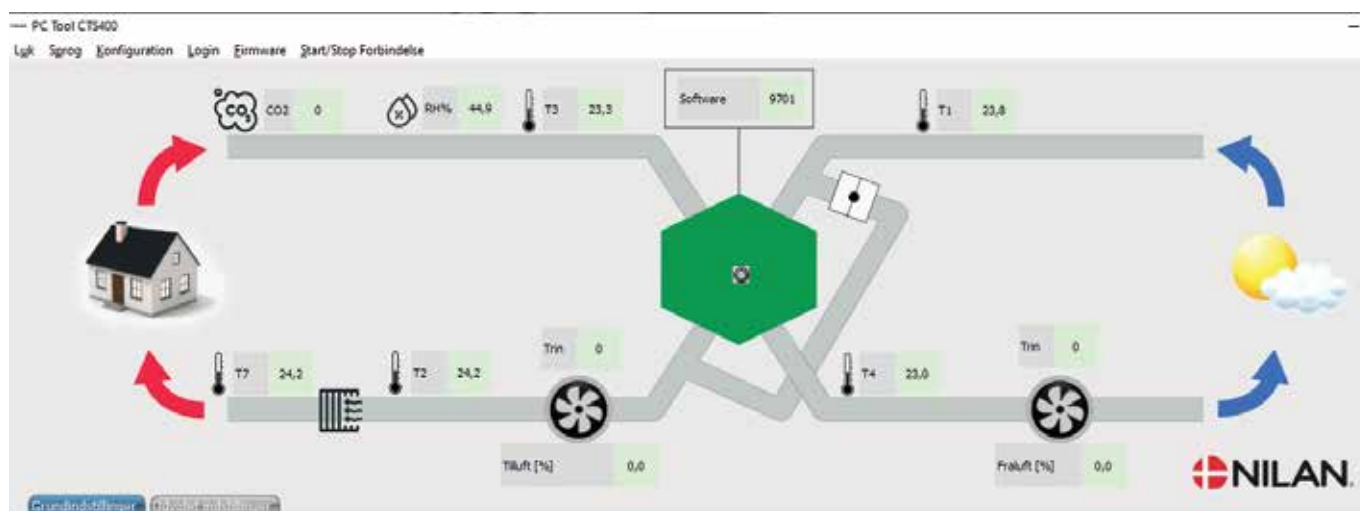 PC Tool CTS400
Luk Sprog Konfiguration Login Firmware Start/Stop Forbindelse
CO2 CO2 0 RH% 44,9 T3 23,3 Software 9701 T1 23,8
Trin 0 Trin 0
T7 24,2 T2 24,2 T4 23,0
Tilluft [%] 0,0 Fraluft [%] 0,0
NILAN
Grundindstillinger